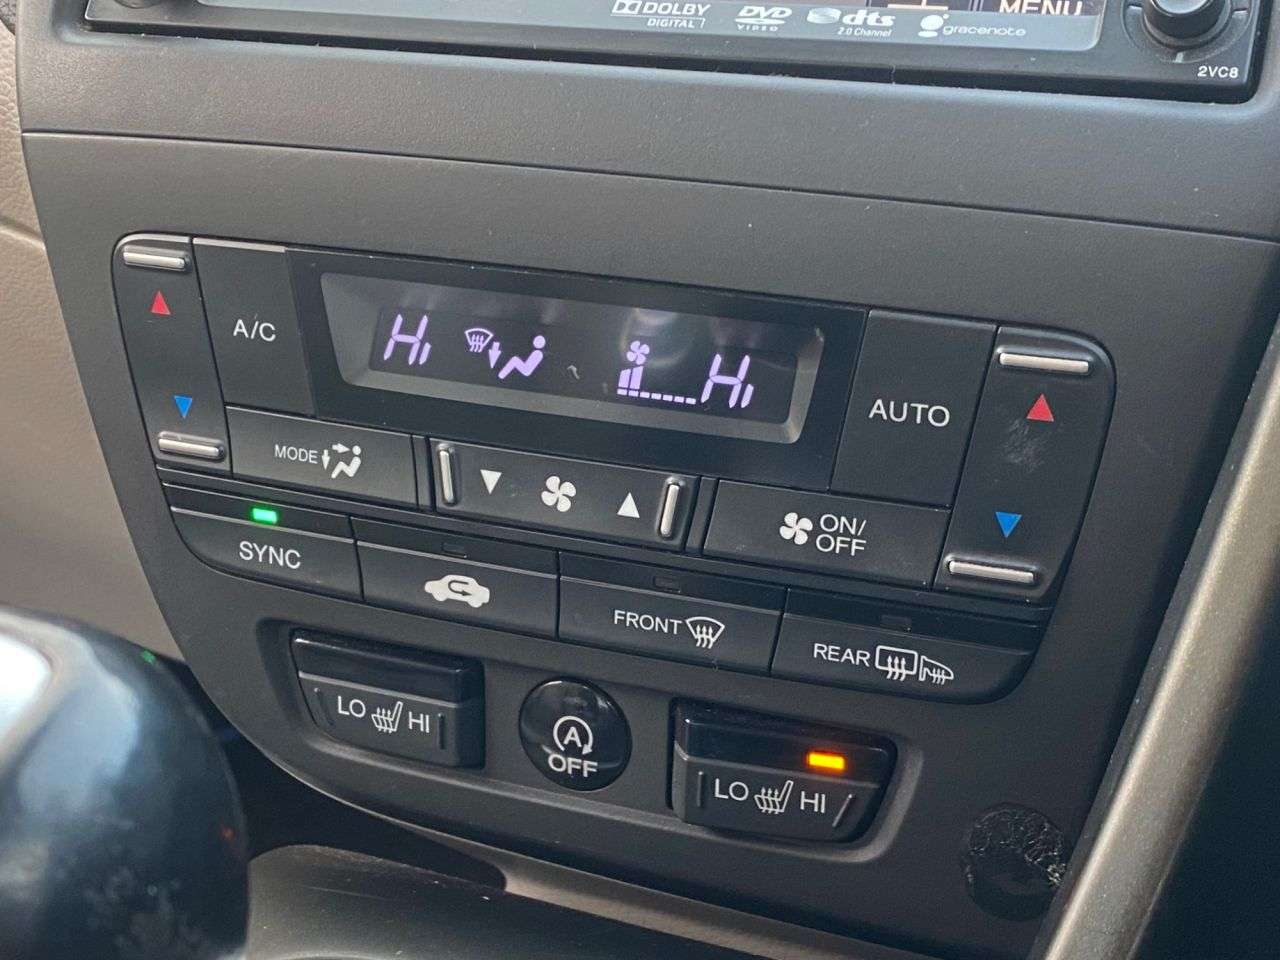 DOLBY
DIGITAL
DVD
VIDEO
dts
2.0 Channel
gracenote
MENU
2VC8
A/C
Hi
Hi
AUTO
MODE
ON/
OFF
SYNC
FRONT
REAR
LO HI
A
OFF
LO HI